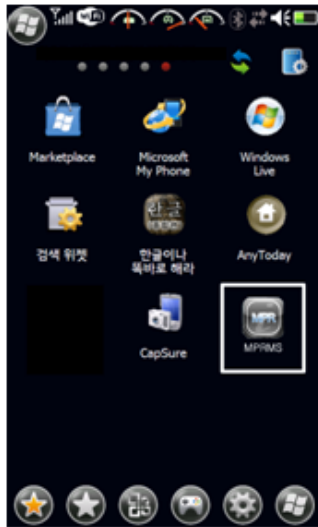 Marketplace
Microsoft
My Phone
Windows
Live
검색 위젯
한글이나
똑바로 해라
AnyToday
CapSure
MPR
MPRMS